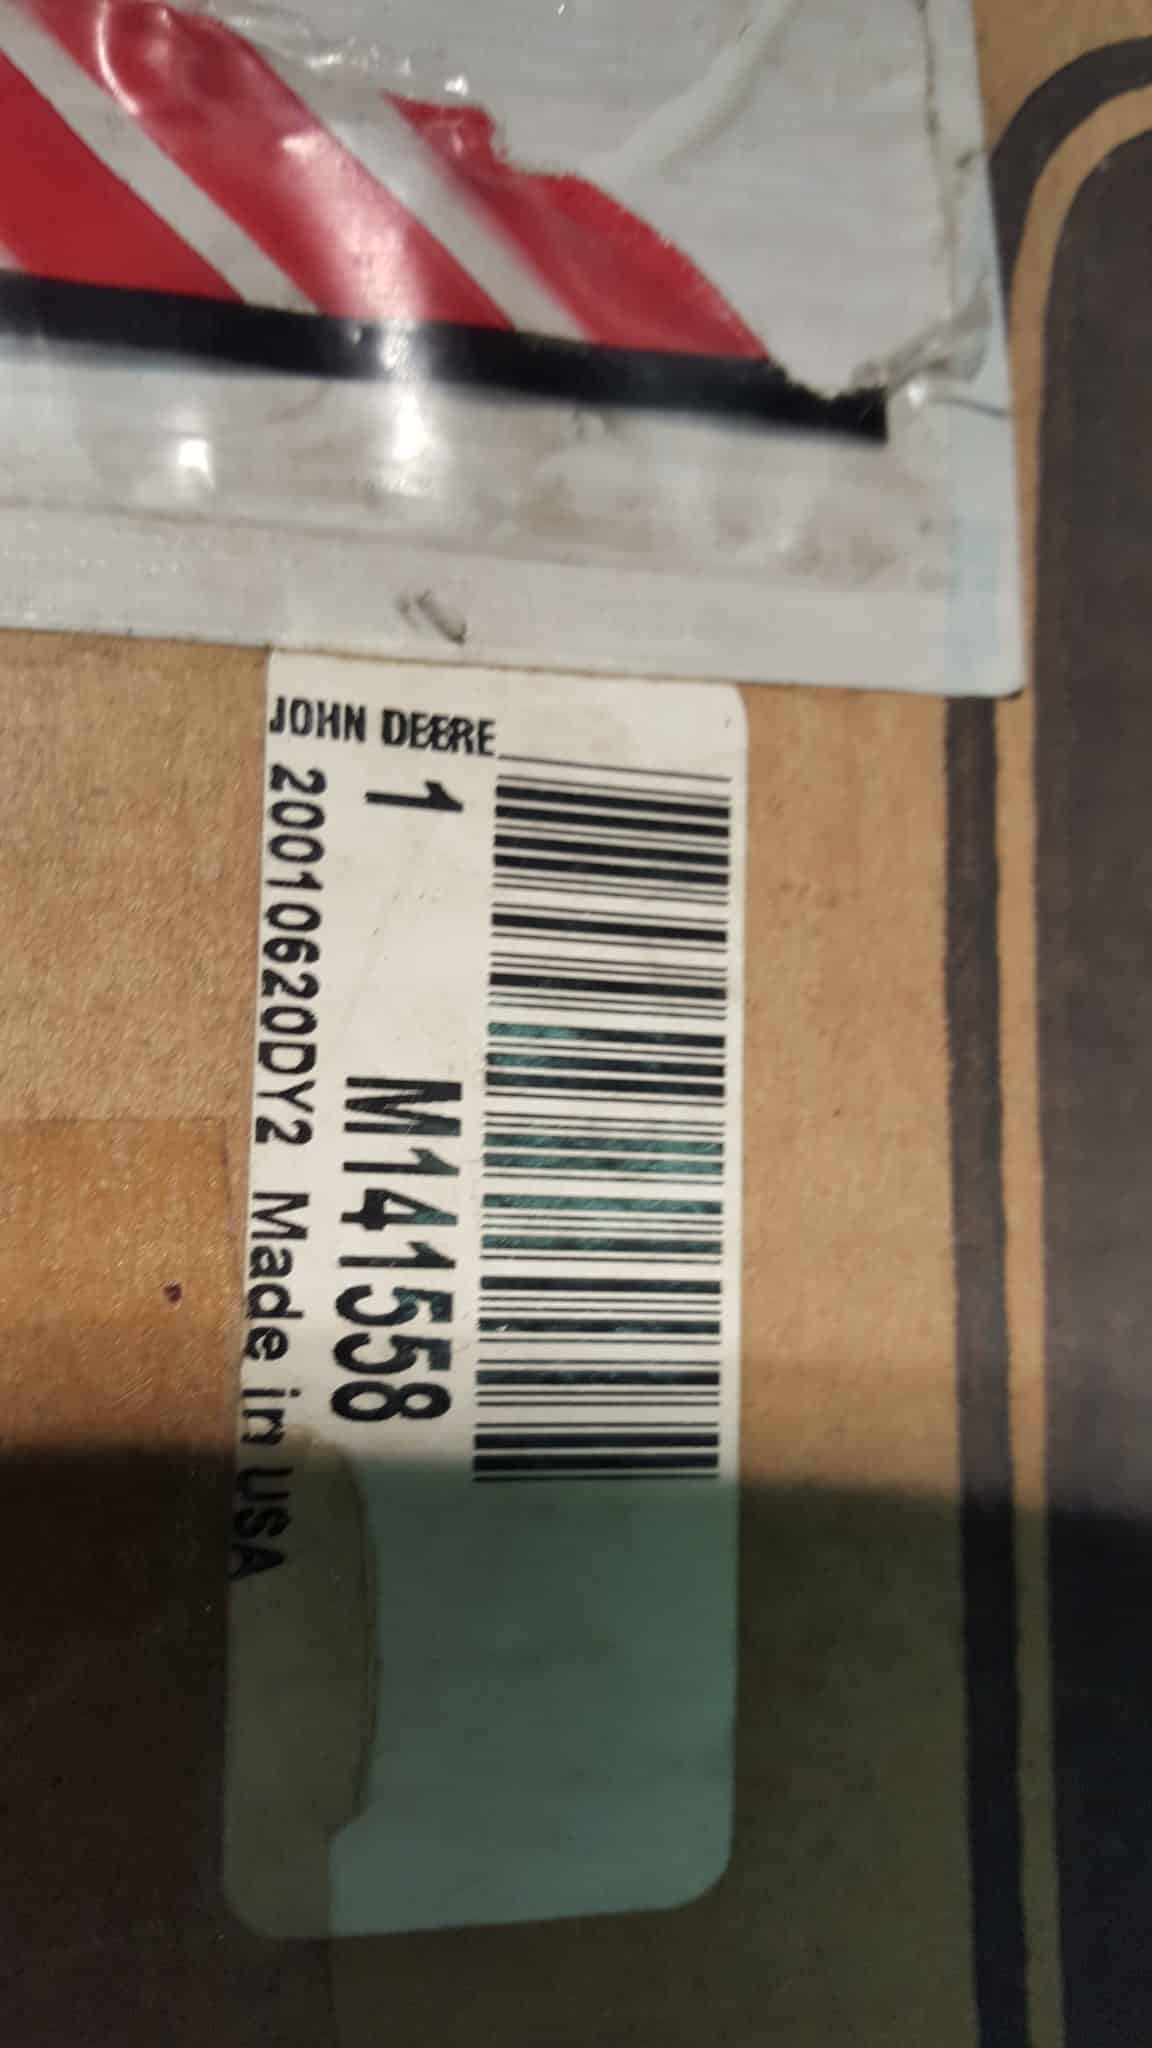 JOHN DEERE
1 M141558
20010620DY2 Made in USA